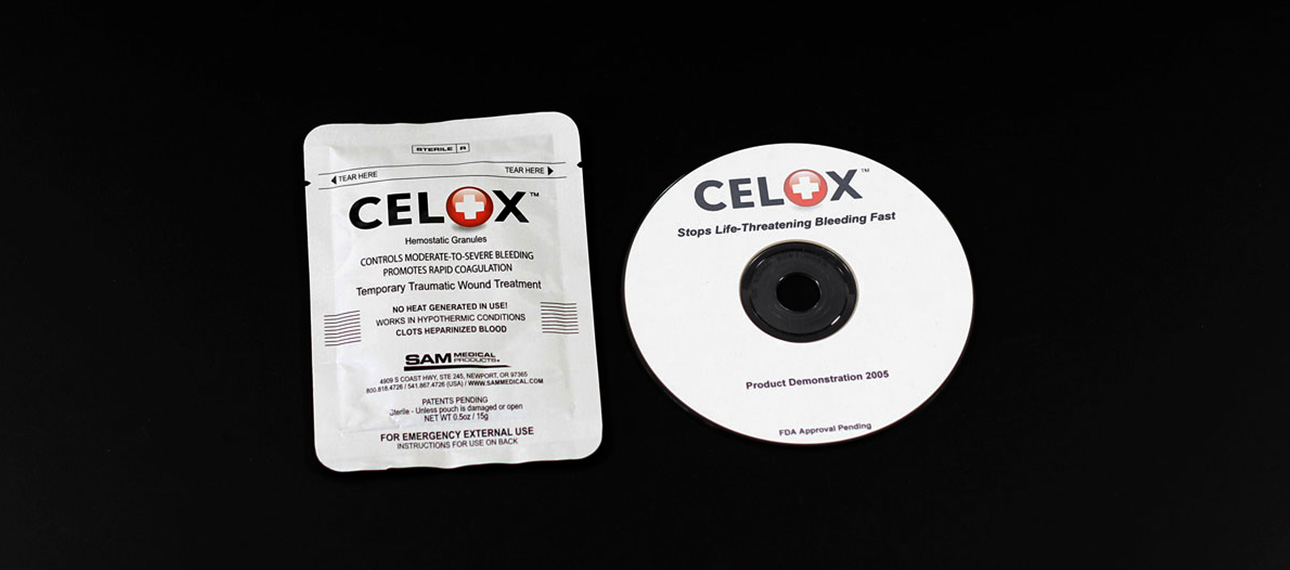 STERILE R
TEAR HERE TEAR HERE
CELOX™
Hemostatic Granules
CONTROLS MODERATE-TO-SEVERE BLEEDING
PROMOTES RAPID COAGULATION
Temporary Traumatic Wound Treatment
NO HEAT GENERATED IN USE!
WORKS IN HYPOTHERMIC CONDITIONS
CLOTS HEPARINIZED BLOOD
SAM MEDICAL PRODUCTS
4909 S COAST HWY, STE 245, NEWPORT, OR 97365
800.818.4726 / 541.867.4726 (USA) / WWW.SAMMEDICAL.COM
PATENTS PENDING
Sterile - Unless pouch is damaged or open
NET WT 0.5oz / 15g
FOR EMERGENCY EXTERNAL USE
INSTRUCTIONS FOR USE ON BACK
CELOX™
Stops Life-Threatening Bleeding Fast
Product Demonstration 2005
FDA Approval Pending